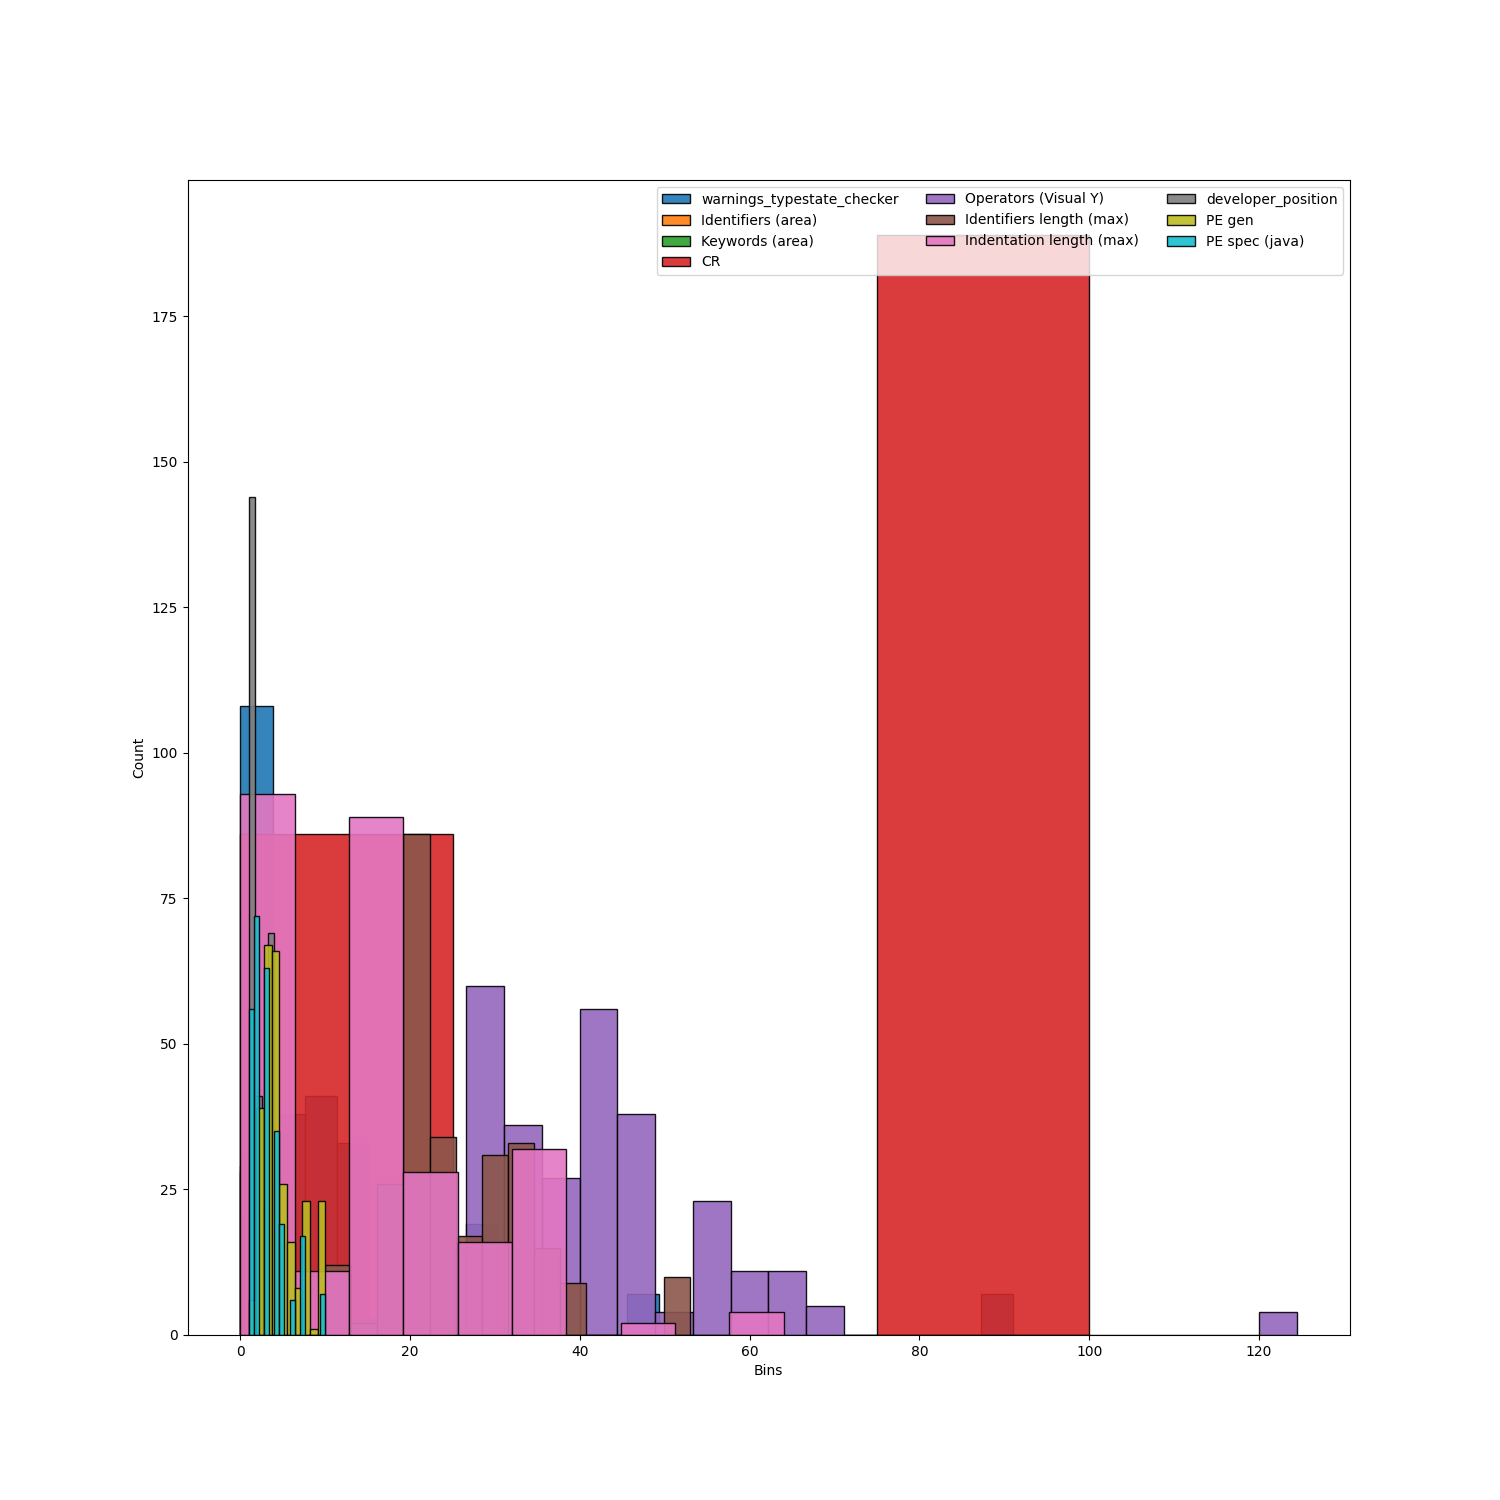 warnings_typestate_checker
Identifiers (area)
Keywords (area)
CR
Operators (Visual Y)
Identifiers length (max)
Indentation length (max)
developer_position
PE gen
PE spec (java)
175
150
125
100
75
50
25
0
Count
0 20 40 60 80 100 120
Bins